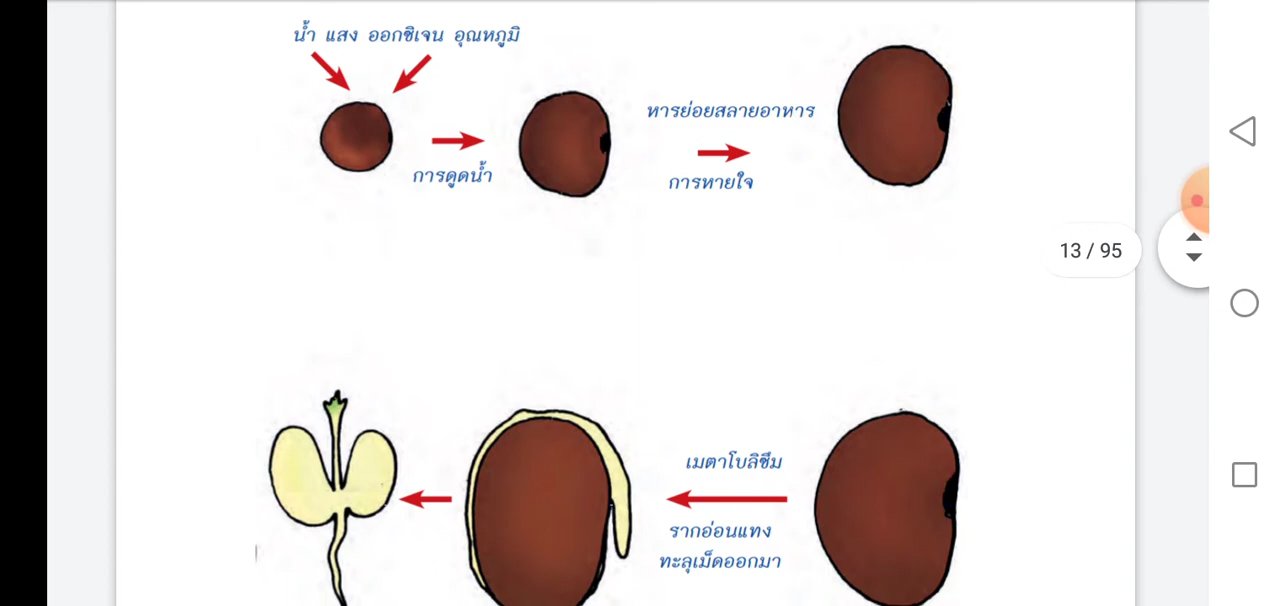 น้ำ แสง ออกซิเจน อุณหภูมิ
การดูดน้ำ
หารย่อยสลายอาหาร
การหายใจ
13 / 95
เมตาโบลิซึม
รากอ่อนแทง
ทะลุเม็ดออกมา